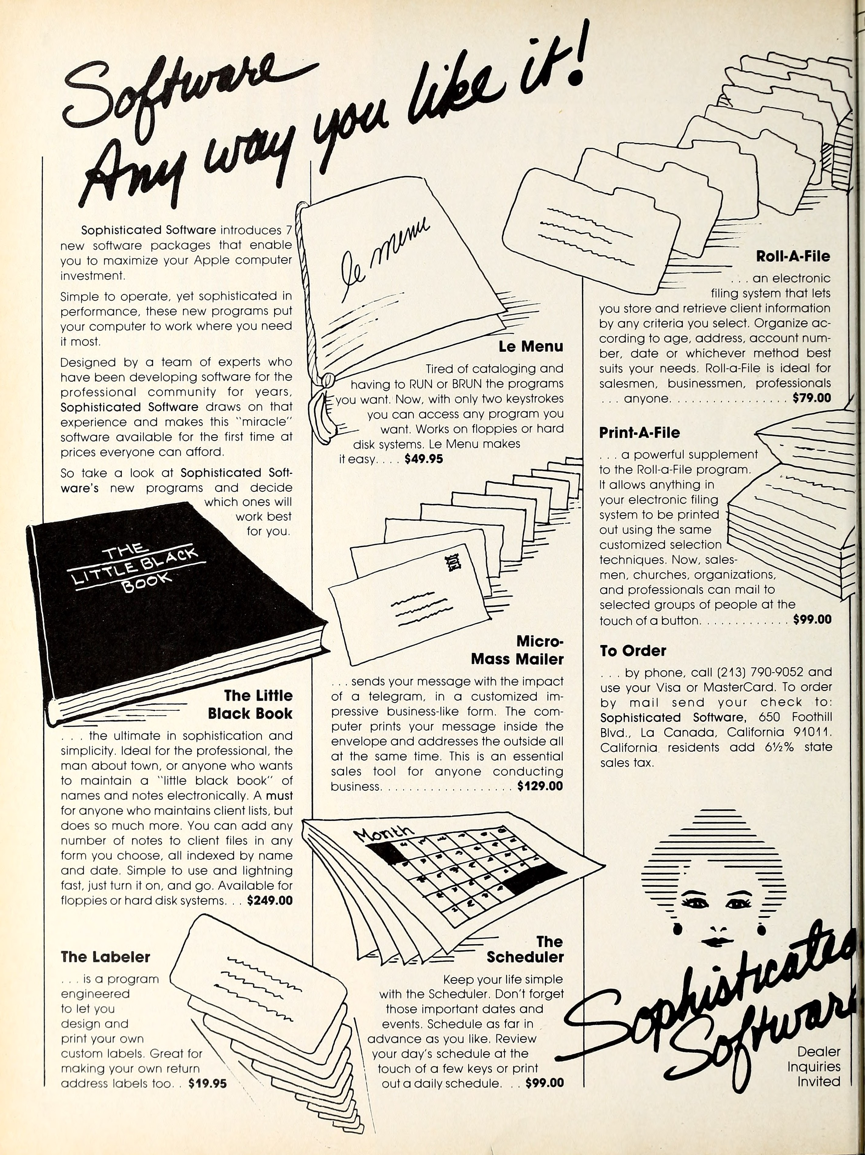 Software
Any way you like it!
Sophisticated Software introduces 7
new software packages that enable
you to maximize your Apple computer
investment.
Simple to operate, yet sophisticated in
performance, these new programs put
your computer to work where you need
it most.
Designed by a team of experts who
have been developing software for the
professional community for years,
Sophisticated Software draws on that
experience and makes this "miracle"
software available for the first time at
prices everyone can afford.
So take a look at Sophisticated Soft-
ware's new programs and decide
which ones will
work best
for you.
THE
LITTLE BLACK
BOOK
The Little
Black Book
. . . the ultimate in sophistication and
simplicity. Ideal for the professional, the
man about town, or anyone who wants
to maintain a "little black book" of
names and notes electronically. A must
for anyone who maintains client lists, but
does so much more. You can add any
number of notes to client files in any
form you choose, all indexed by name
and date. Simple to use and lightning
fast, just turn it on, and go. Available for
floppies or hard disk systems. . . $249.00
The Labeler
. . . is a program
engineered
to let you
design and
print your own
custom labels. Great for
making your own return
address labels too. . $19.95
le menu
Le Menu
Tired of cataloging and
having to RUN or BRUN the programs
you want. Now, with only two keystrokes
you can access any program you
want. Works on floppies or hard
disk systems. Le Menu makes
it easy. . . . $49.95
Micro-
Mass Mailer
. . . sends your message with the impact
of a telegram, in a customized im-
pressive business-like form. The com-
puter prints your message inside the
envelope and addresses the outside all
at the same time. This is an essential
sales tool for anyone conducting
business. . . . . . . . . . . . . . . . . . $129.00
Month
The
Scheduler
Keep your life simple
with the Scheduler. Don't forget
those important dates and
events. Schedule as far in
advance as you like. Review
your day's schedule at the
touch of a few keys or print
out a daily schedule. . . $99.00
Roll-A-File
. . . an electronic
filing system that lets
you store and retrieve client information
by any criteria you select. Organize ac-
cording to age, address, account num-
ber, date or whichever method best
suits your needs. Roll-a-File is ideal for
salesmen, businessmen, professionals
. . . anyone. . . . . . . . . . . . . . . . $79.00
Print-A-File
. . . a powerful supplement
to the Roll-a-File program.
It allows anything in
your electronic filing
system to be printed
out using the same
customized selection
techniques. Now, sales-
men, churches, organizations,
and professionals can mail to
selected groups of people at the
touch of a button. . . . . . . . . . . . $99.00
To Order
. . . by phone, call (213) 790-9052 and
use your Visa or MasterCard. To order
by mail send your check to:
Sophisticated Software, 650 Foothill
Blvd., La Canada, California 91011.
California residents add 6½% state
sales tax.
Sophisticated
Software
Dealer
Inquiries
Invited